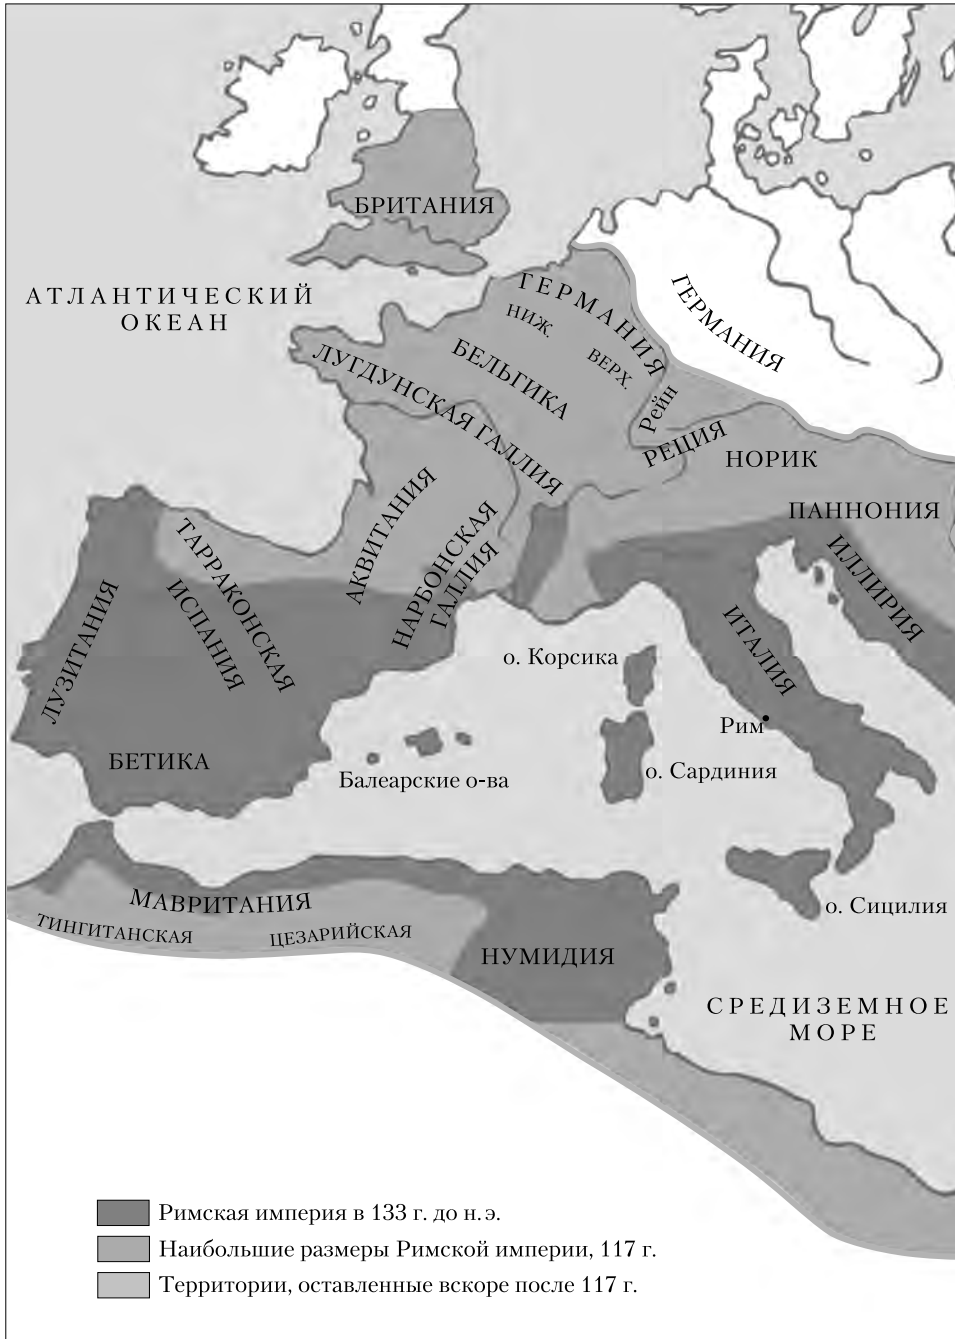 БРИТАНИЯ
АТЛАНТИЧЕСКИЙ
ОКЕАН
ГЕРМАНИЯ
НИЖ.
ВЕРХ.
ГЕРМАНИЯ
БЕЛЬГИКА
ЛУГДУНСКАЯ ГАЛЛИЯ
Рейн
РЕЦИЯ
НОРИК
ПАННОНИЯ
ИЛЛИРИЯ
АКВИТАНИЯ
НАРБОНСКАЯ
ГАЛЛИЯ
ТАРРАКОНСКАЯ
ИСПАНИЯ
ЛУЗИТАНИЯ
БЕТИКА
ИТАЛИЯ
о. Корсика
Рим
о. Сардиния
Балеарские о-ва
о. Сицилия
МАВРИТАНИЯ
ТИНГИТАНСКАЯ
ЦЕЗАРИЙСКАЯ
НУМИДИЯ
СРЕДИЗЕМНОЕ
МОРЕ
Римская империя в 133 г. до н. э.
Наибольшие размеры Римской империи, 117 г.
Территории, оставленные вскоре после 117 г.